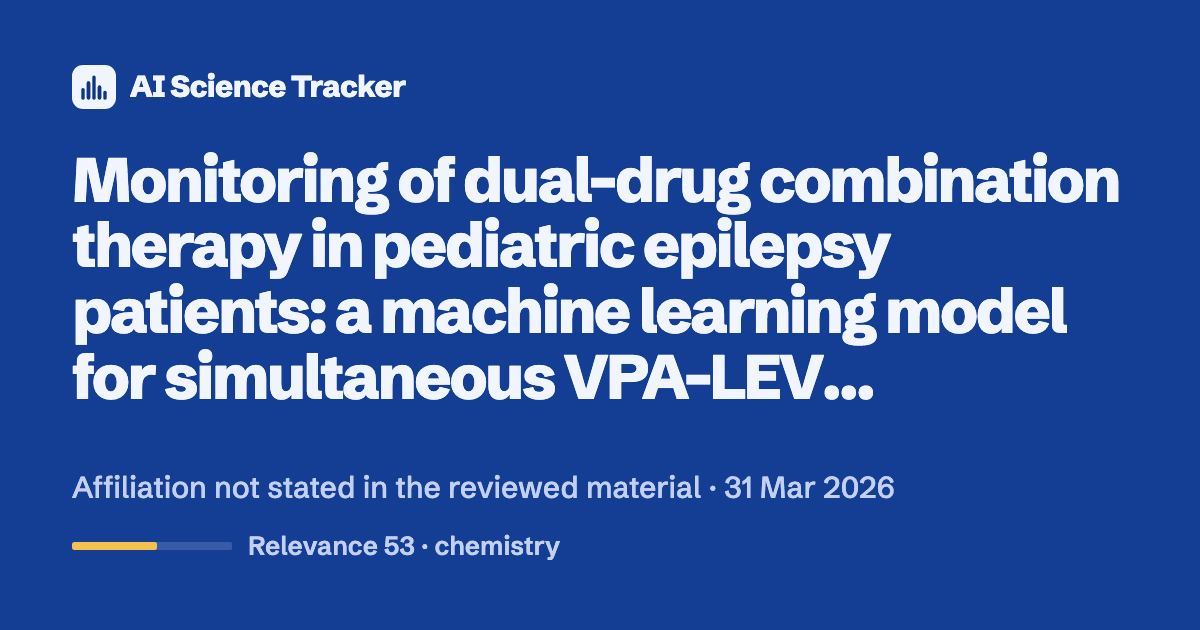 AI Science Tracker
Monitoring of dual-drug combination
therapy in pediatric epilepsy
patients: a machine learning model
for simultaneous VPA-LEV...
Affiliation not stated in the reviewed material · 31 Mar 2026
Relevance 53 · chemistry